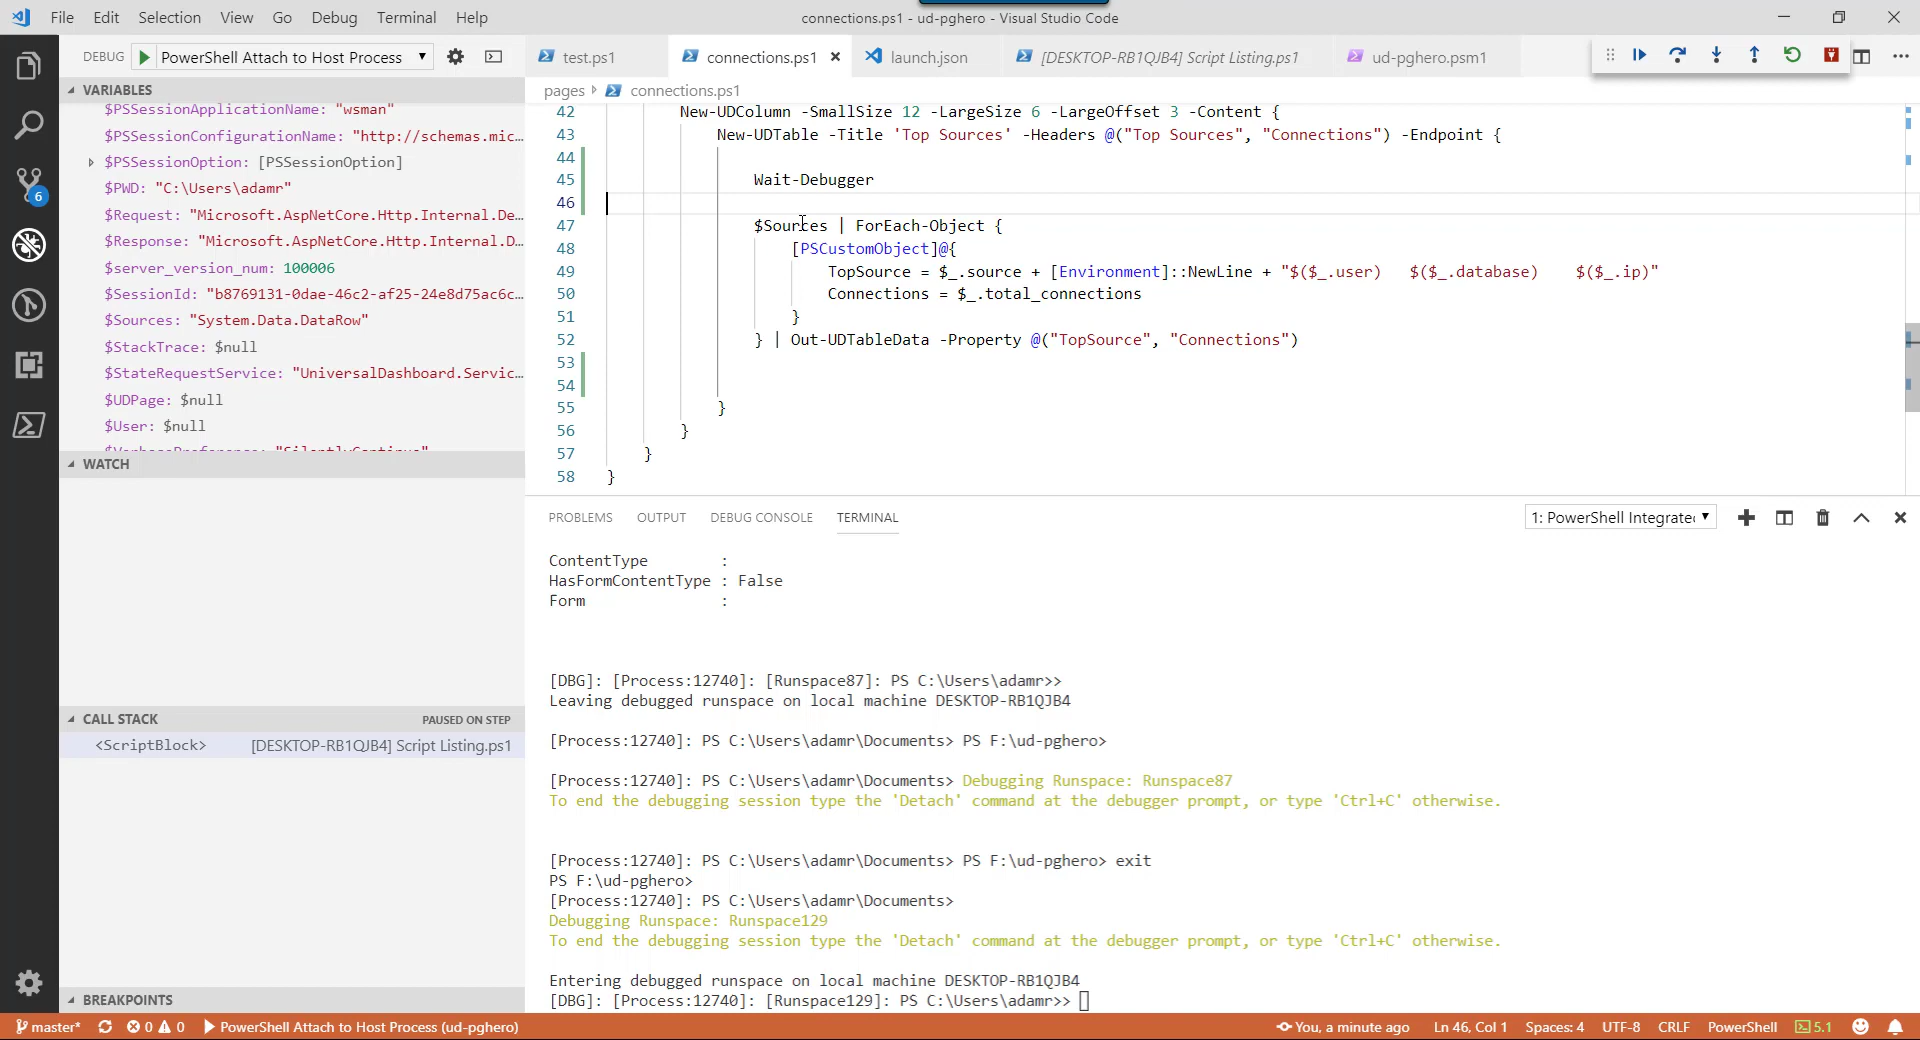 File Edit Selection View Go Debug Terminal Help
connections.ps1 - ud-pghero - Visual Studio Code
DEBUG PowerShell Attach to Host Process
test.ps1 connections.ps1 launch.json [DESKTOP-RB1QJB4] Script Listing.ps1 ud-pghero.psm1
VARIABLES
$PSSessionApplicationName: "wsman"
$PSSessionConfigurationName: "http://schemas.mic...
$PSSessionOption: [PSSessionOption]
$PWD: "C:\Users\adamr"
$Request: "Microsoft.AspNetCore.Http.Internal.De...
$Response: "Microsoft.AspNetCore.Http.Internal.D...
$server_version_num: 100006
$SessionId: "b8769131-0dae-46c2-af25-24e8d75ac6c...
$Sources: "System.Data.DataRow"
$StackTrace: $null
$StateRequestService: "UniversalDashboard.Servic...
$UDPage: $null
$User: $null
$VerbosePreference: "SilentlyContinue"
WATCH
CALL STACK PAUSED ON STEP
<ScriptBlock> [DESKTOP-RB1QJB4] Script Listing.ps1
BREAKPOINTS
6
pages connections.ps1
42 New-UDColumn -SmallSize 12 -LargeSize 6 -LargeOffset 3 -Content {
43 New-UDTable -Title 'Top Sources' -Headers @("Top Sources", "Connections") -Endpoint {
44
45 Wait-Debugger
46
47 $Sources | ForEach-Object {
48 [PSCustomObject]@{
49 TopSource = $_.source + [Environment]::NewLine + "$($_.user) $($_.database) $($_.ip)"
50 Connections = $_.total_connections
51 }
52 } | Out-UDTableData -Property @("TopSource", "Connections")
53
54
55 }
56 }
57 }
58 }
PROBLEMS OUTPUT DEBUG CONSOLE TERMINAL
1: PowerShell Integrate
ContentType :
HasFormContentType : False
Form :
[DBG]: [Process:12740]: [Runspace87]: PS C:\Users\adamr>>
Leaving debugged runspace on local machine DESKTOP-RB1QJB4
[Process:12740]: PS C:\Users\adamr\Documents> PS F:\ud-pghero>
[Process:12740]: PS C:\Users\adamr\Documents> Debugging Runspace: Runspace87
To end the debugging session type the 'Detach' command at the debugger prompt, or type 'Ctrl+C' otherwise.
[Process:12740]: PS C:\Users\adamr\Documents> PS F:\ud-pghero> exit
PS F:\ud-pghero>
[Process:12740]: PS C:\Users\adamr\Documents>
Debugging Runspace: Runspace129
To end the debugging session type the 'Detach' command at the debugger prompt, or type 'Ctrl+C' otherwise.
Entering debugged runspace on local machine DESKTOP-RB1QJB4
[DBG]: [Process:12740]: [Runspace129]: PS C:\Users\adamr>>
master* 0 0 PowerShell Attach to Host Process (ud-pghero) You, a minute ago Ln 46, Col 1 Spaces: 4 UTF-8 CRLF PowerShell 5.1